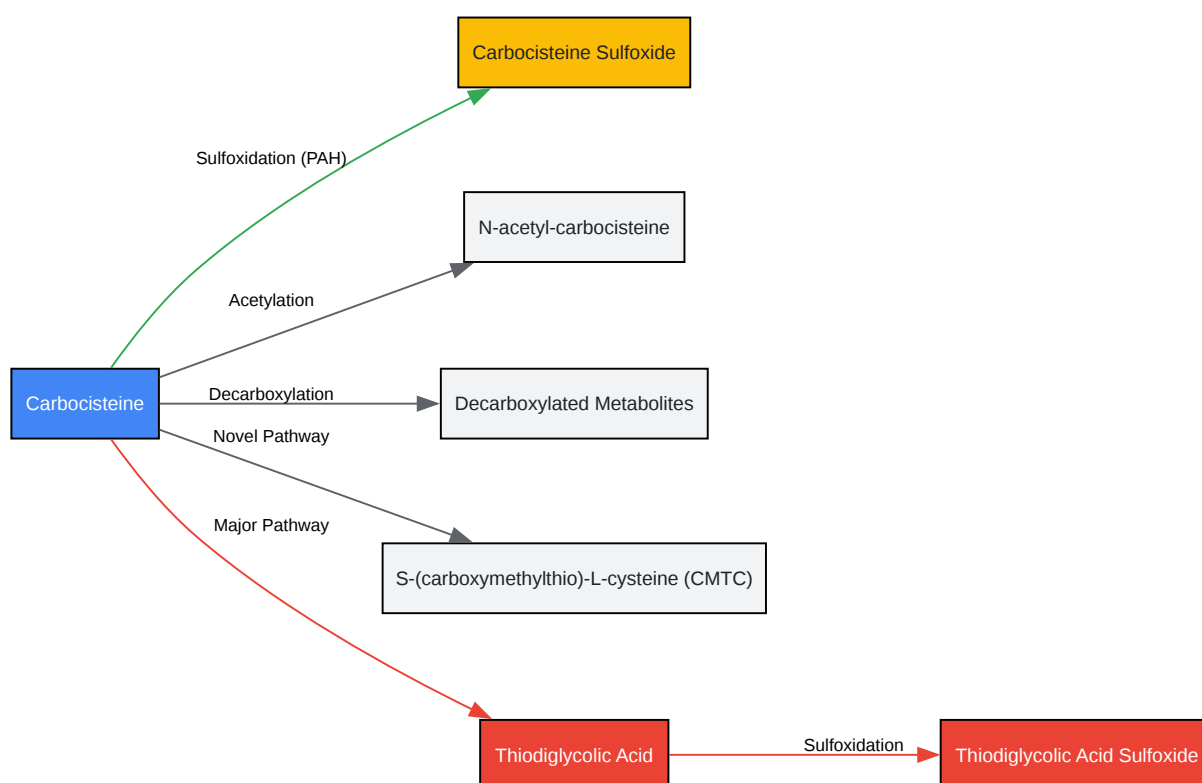 Carbocisteine Sulfoxide
Sulfoxidation (PAH)
N-acetyl-carbocisteine
Acetylation
Carbocisteine
Decarboxylation
Decarboxylated Metabolites
Novel Pathway
Major Pathway
S-(carboxymethylthio)-L-cysteine (CMTC)
Thiodiglycolic Acid
Sulfoxidation
Thiodiglycolic Acid Sulfoxide